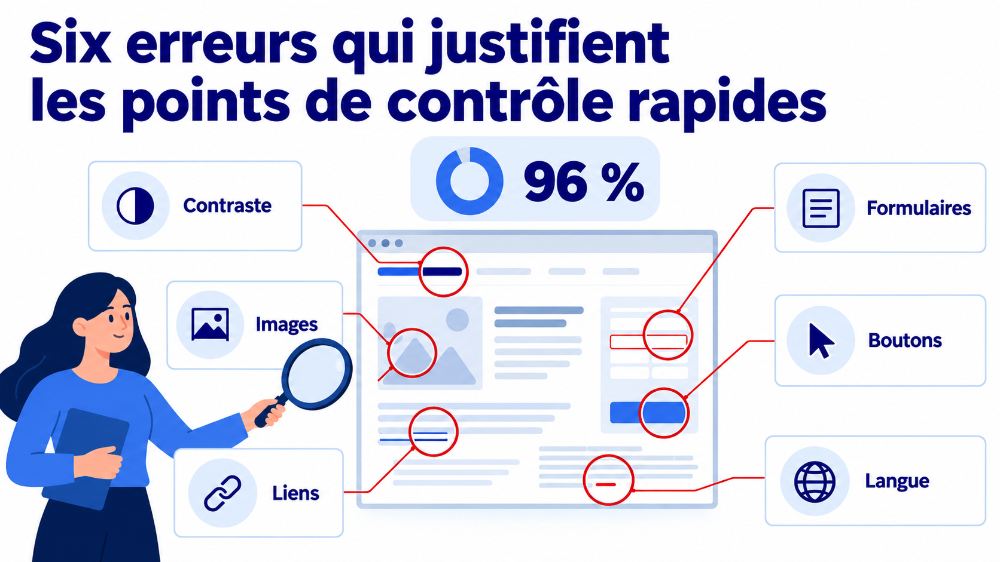 Six erreurs qui justifient
les points de contrôle rapides
96 %
Contraste
Images
Liens
Formulaires
Boutons
Langue